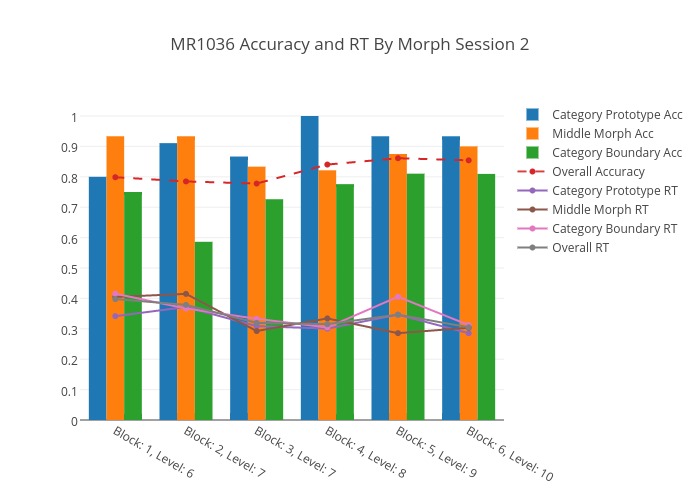 MR1036 Accuracy and RT By Morph Session 2
1
0.9
0.8
0.7
0.6
0.5
0.4
0.3
0.2
0.1
0
Block: 1, Level: 6
Block: 2, Level: 7
Block: 3, Level: 7
Block: 4, Level: 8
Block: 5, Level: 9
Block: 6, Level: 10
Category Prototype Acc
Middle Morph Acc
Category Boundary Acc
Overall Accuracy
Category Prototype RT
Middle Morph RT
Category Boundary RT
Overall RT